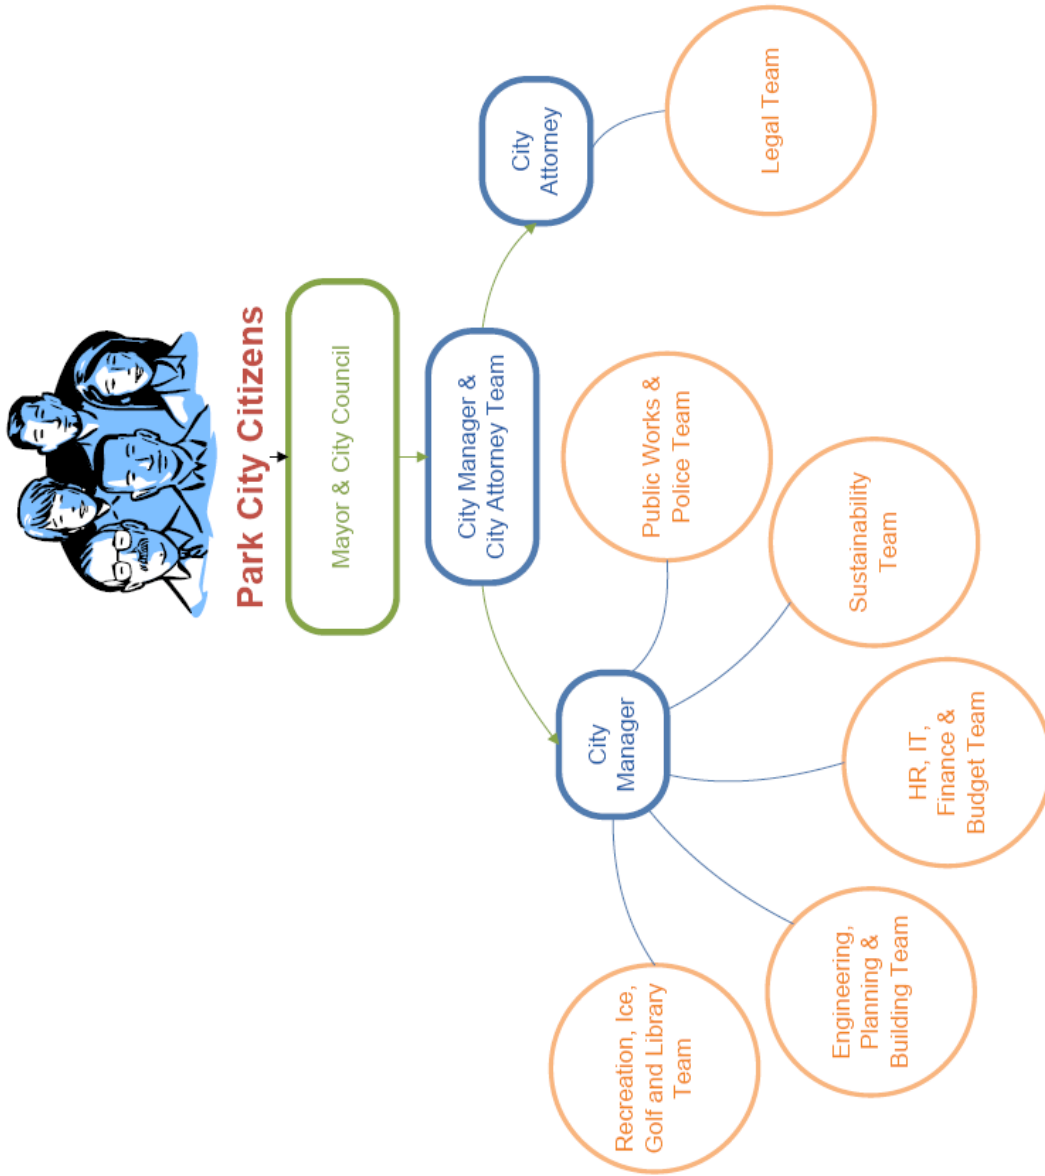 Park City Citizens
Mayor & City Council
City Manager &
City Attorney Team
City
Manager
City
Attorney
Recreation, Ice,
Golf and Library
Team
Engineering,
Planning &
Building Team
HR, IT,
Finance &
Budget Team
Sustainability
Team
Public Works &
Police Team
Legal Team